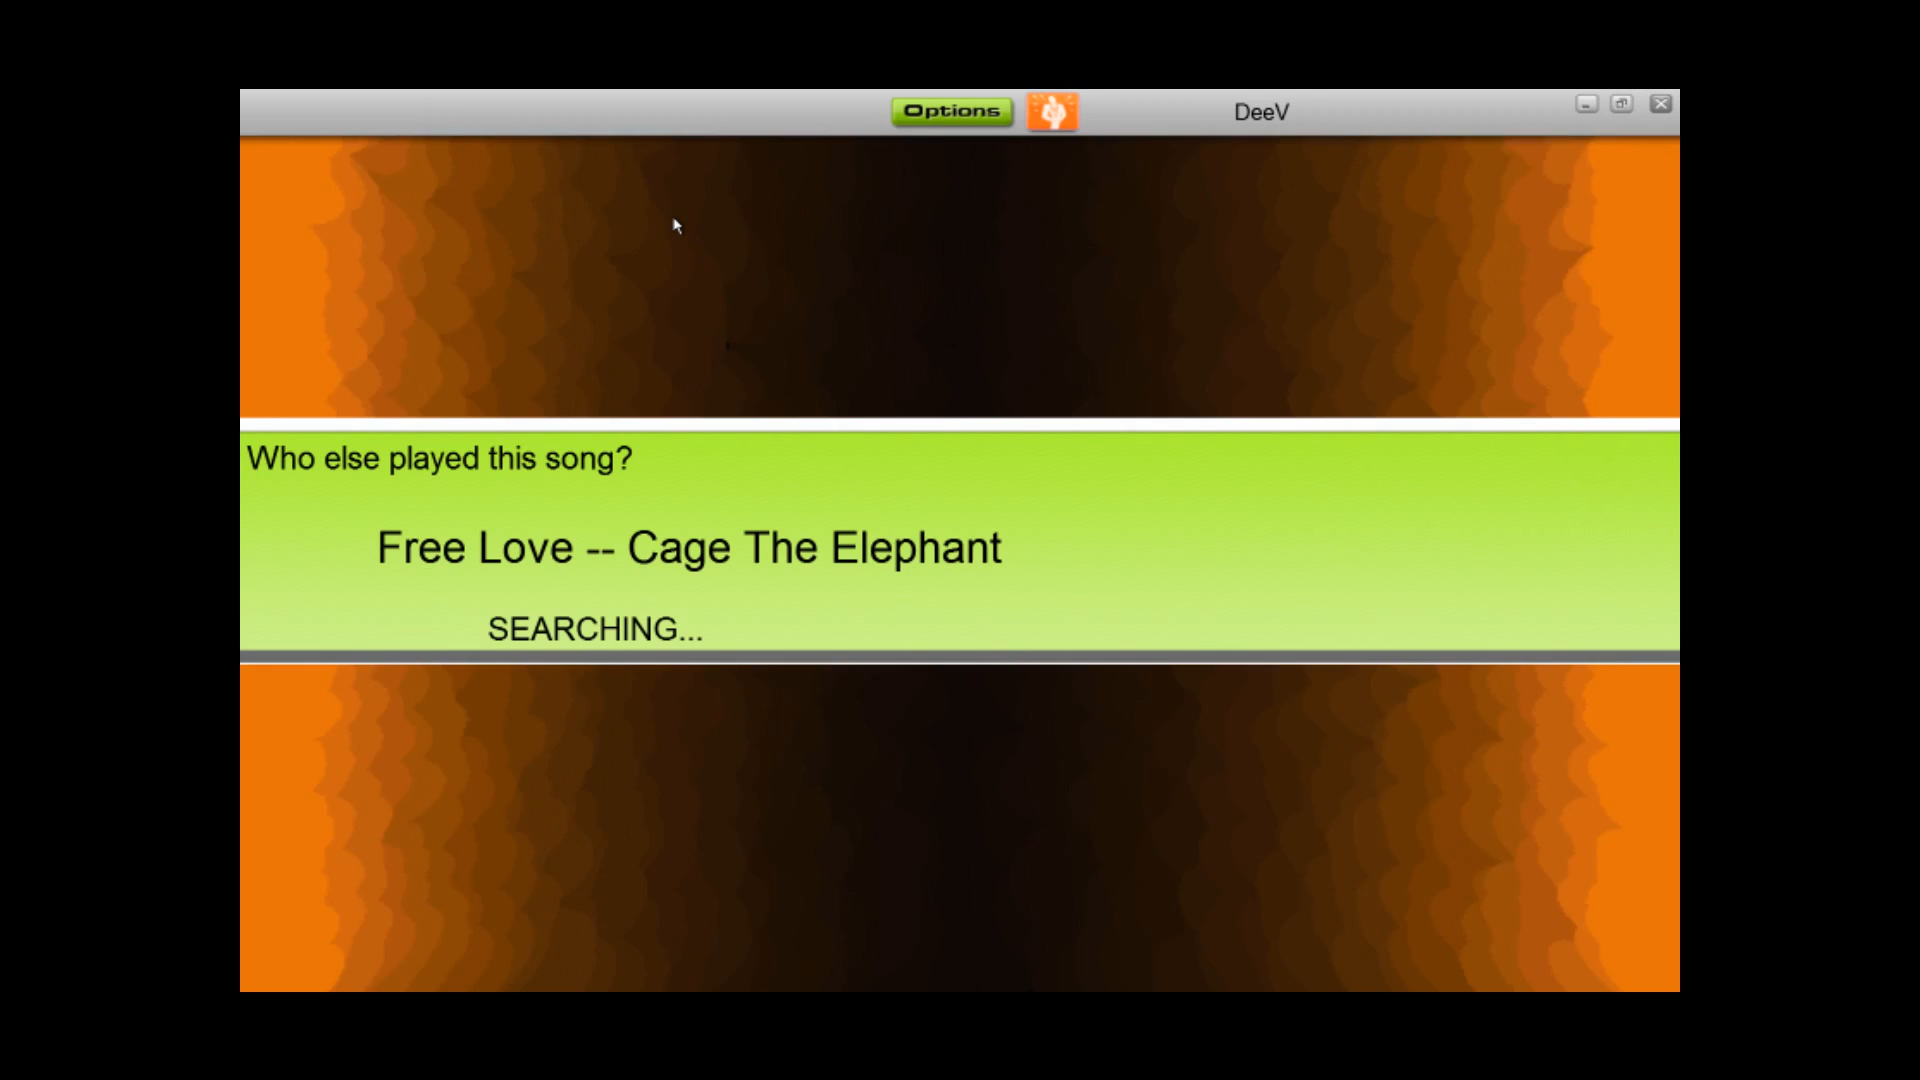 Options
DeeV
Who else played this song?
Free Love -- Cage The Elephant
SEARCHING...